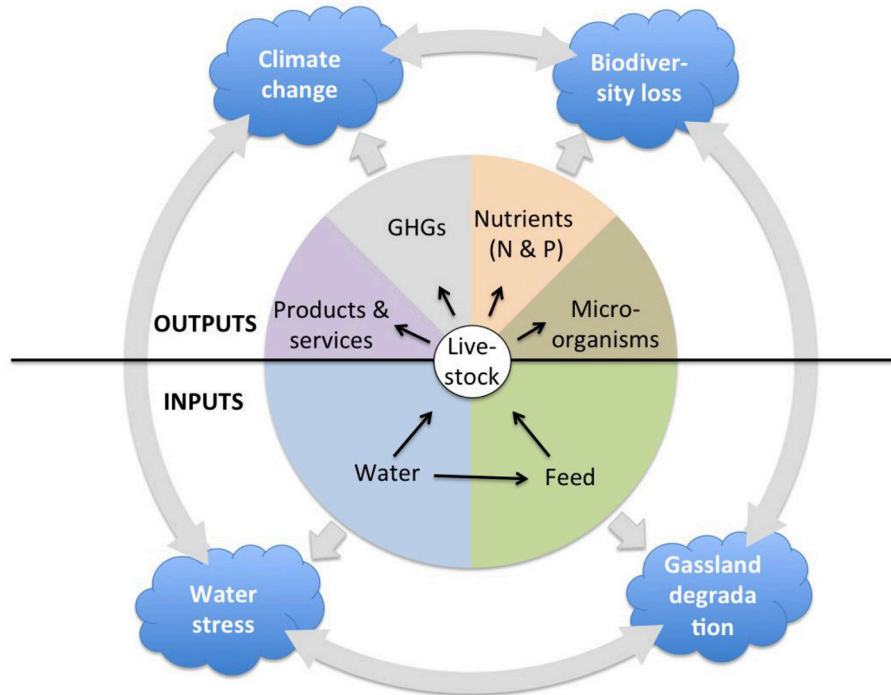 Climate
change
Biodiver-
sity loss
GHGs
Nutrients
(N & P)
Products &
services
Micro-
organisms
OUTPUTS
Live-
stock
INPUTS
Water
Feed
Water
stress
Gassland
degrada
tion